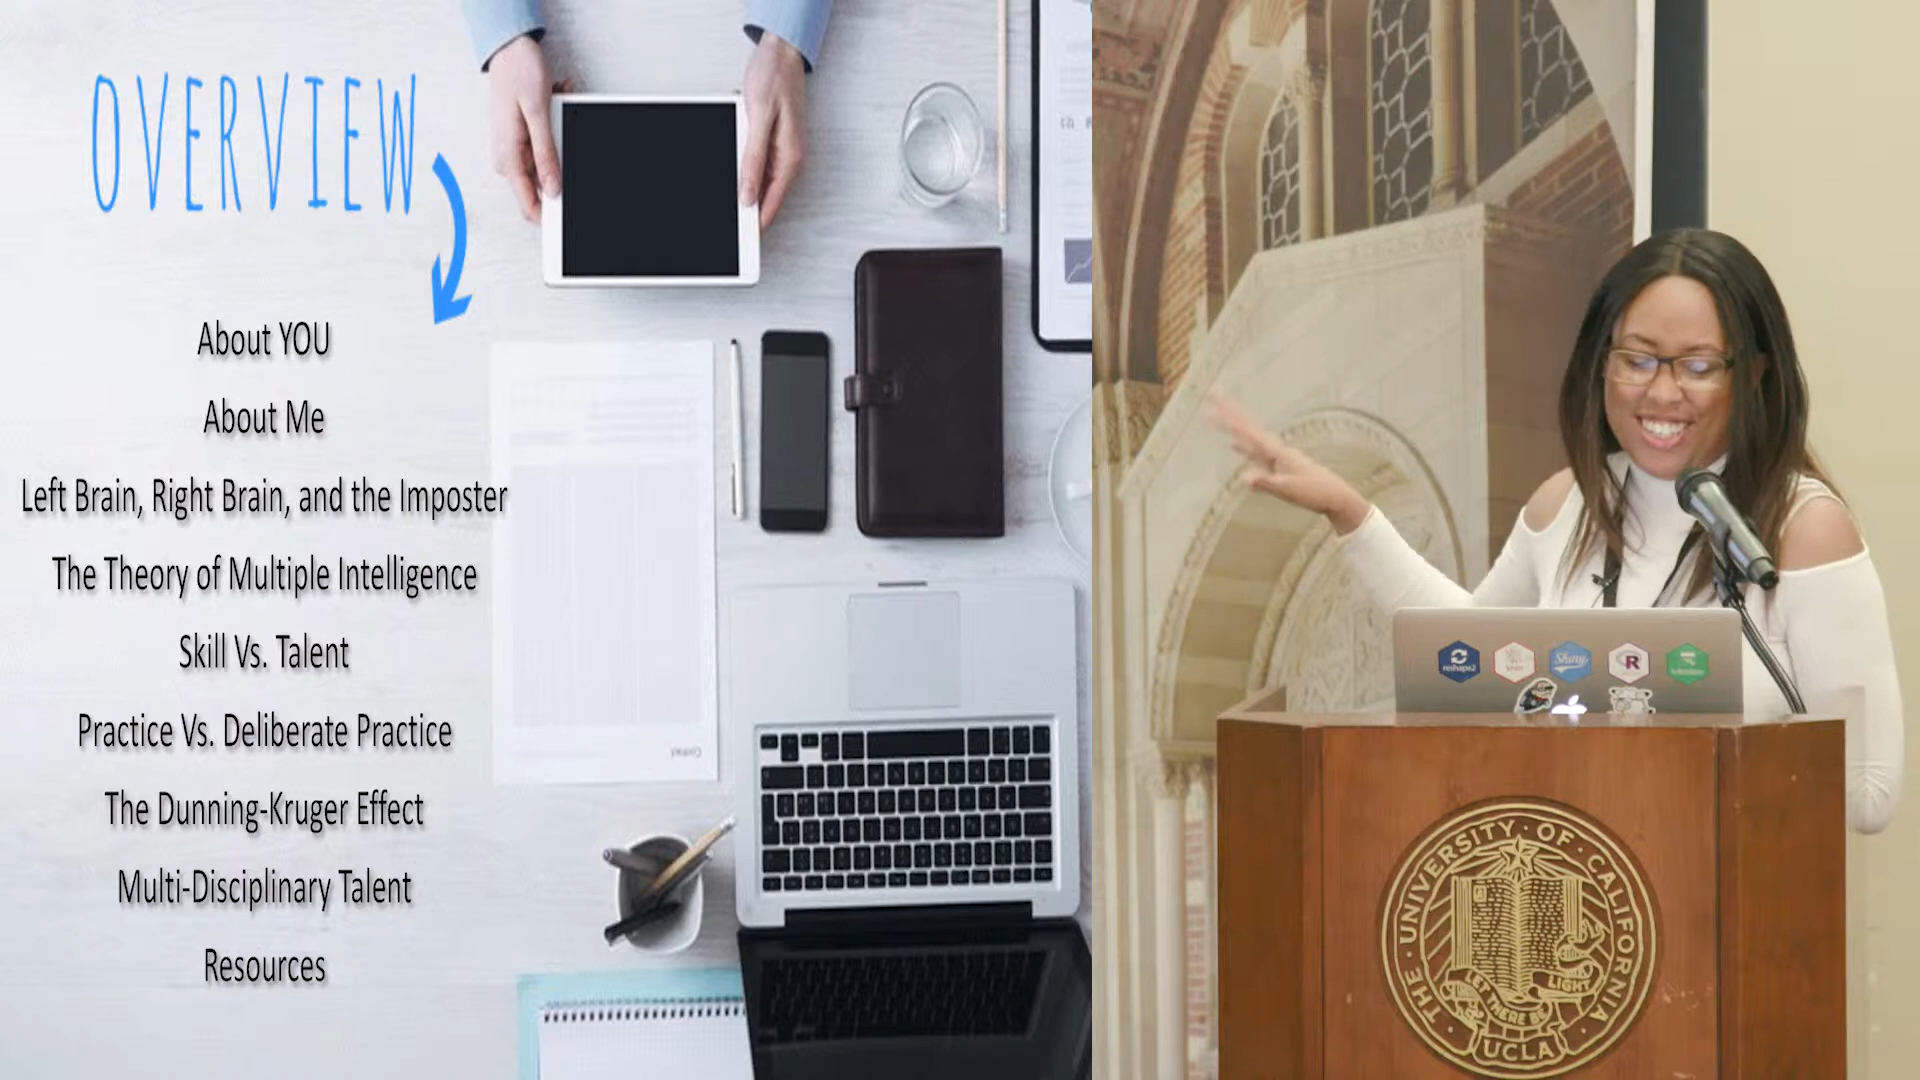 OVERVIEW
About YOU
About Me
Left Brain, Right Brain, and the Imposter
The Theory of Multiple Intelligence
Skill Vs. Talent
Practice Vs. Deliberate Practice
The Dunning-Kruger Effect
Multi-Disciplinary Talent
Resources
Contract
reshape2
Shiny
R
THE · UNIVERSITY · OF · CALIFORNIA ·
LET THERE BE
LIGHT
UCLA